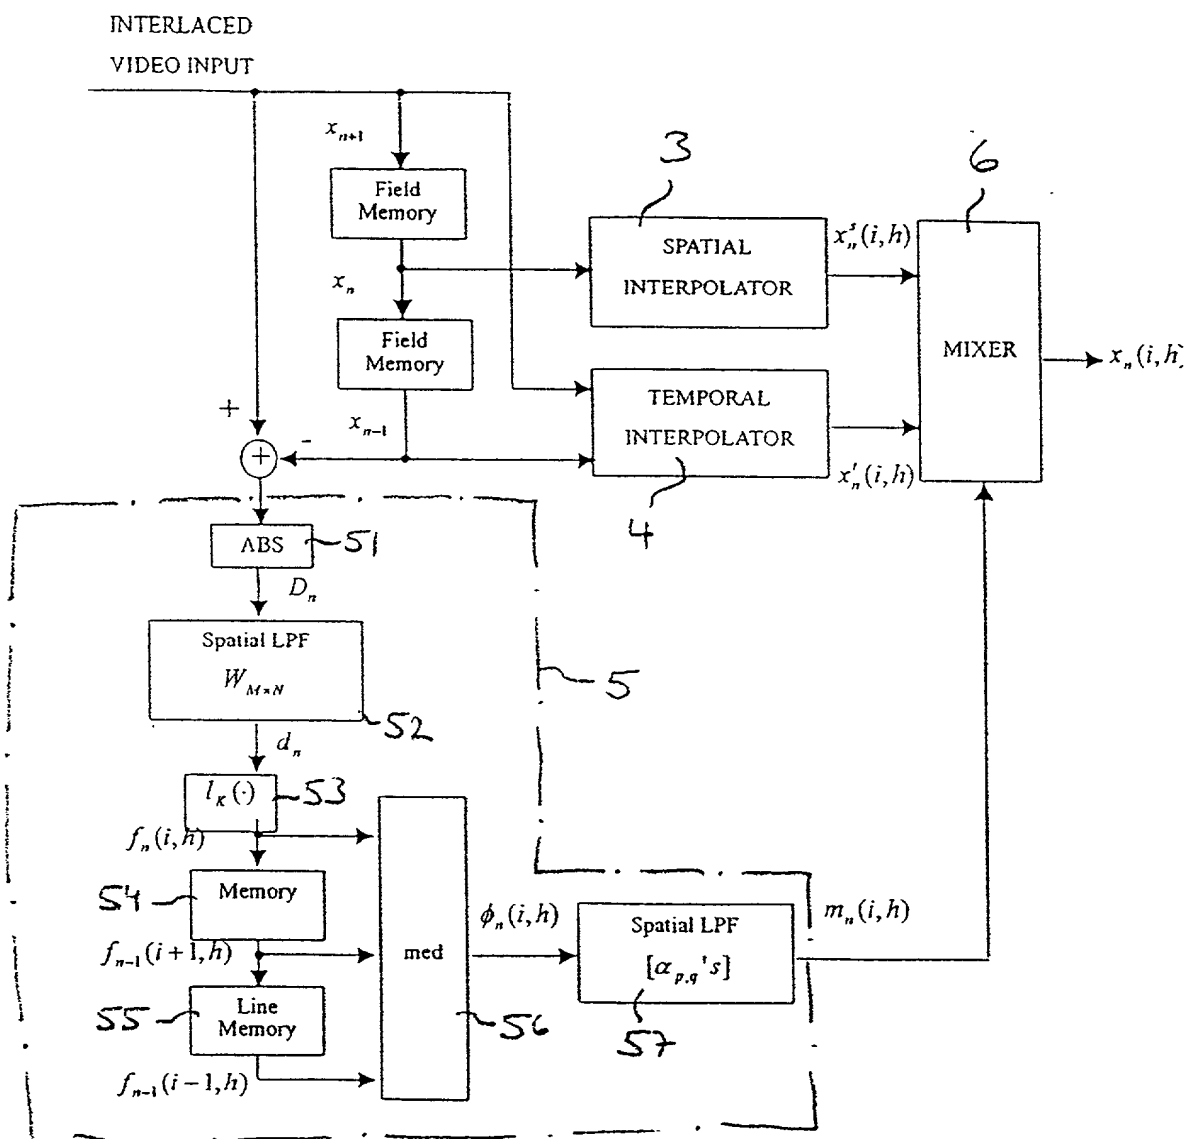 INTERLACED
VIDEO INPUT
x_{n+1}
3
6
Field
Memory
SPATIAL
INTERPOLATOR
x_n^s(i,h)
x_n
Field
Memory
MIXER
x_n(i,h)
TEMPORAL
INTERPOLATOR
+
x_{n-1}
-
+
x_n^t(i,h)
4
ABS
51
D_n
Spatial LPF
W_{M×N}
5
52
d_n
l_K(·)
53
f_n(i,h)
Memory
54
ϕ_n(i,h)
m_n(i,h)
Spatial LPF
[α_{p,q}'s]
f_{n-1}(i+1,h)
med
Line
Memory
55
56
57
f_{n-1}(i-1,h)